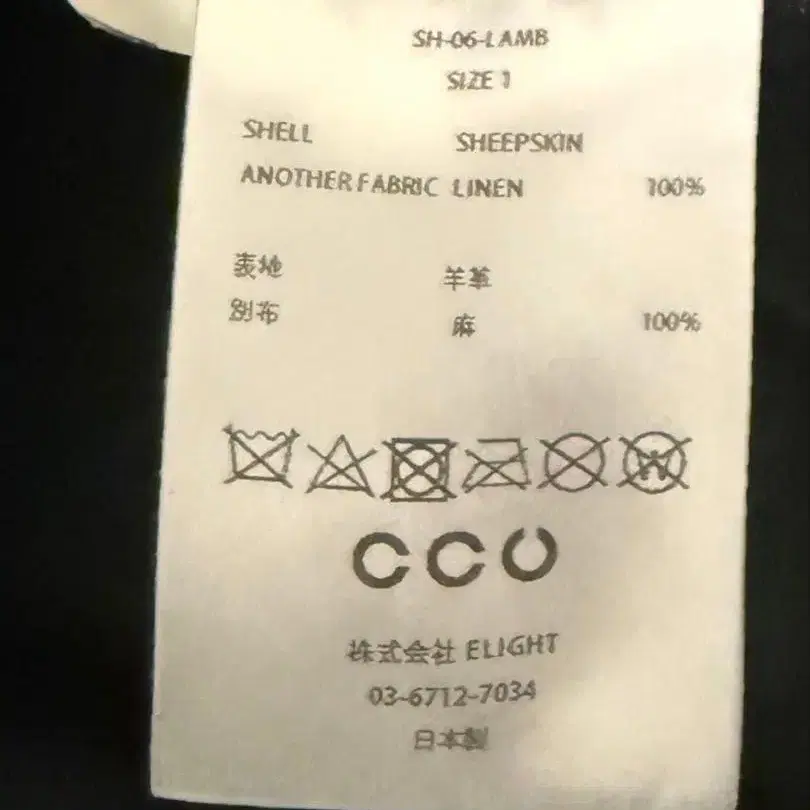 SH-06-LAMB
SIZE 1
SHELL SHEEPSKIN
ANOTHER FABRIC LINEN 100%
表地 羊革
別布 麻 100%
W
CCU
株式会社 ELIGHT
03-6712-7034
日本製